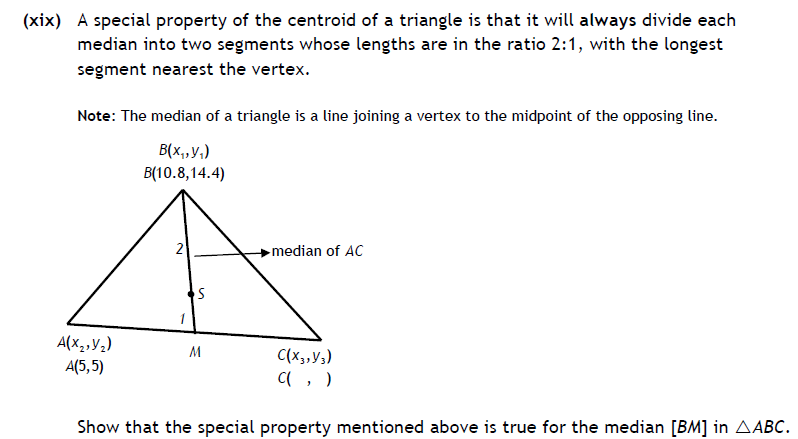 (xix) A special property of the centroid of a triangle is that it will always divide each
median into two segments whose lengths are in the ratio 2:1, with the longest
segment nearest the vertex.
Note: The median of a triangle is a line joining a vertex to the midpoint of the opposing line.
B(x₁,y₁)
B(10.8,14.4)
2
median of AC
S
1
A(x₂,y₂)
A(5,5)
M
C(x₃,y₃)
C( , )
Show that the special property mentioned above is true for the median [BM] in △ABC.